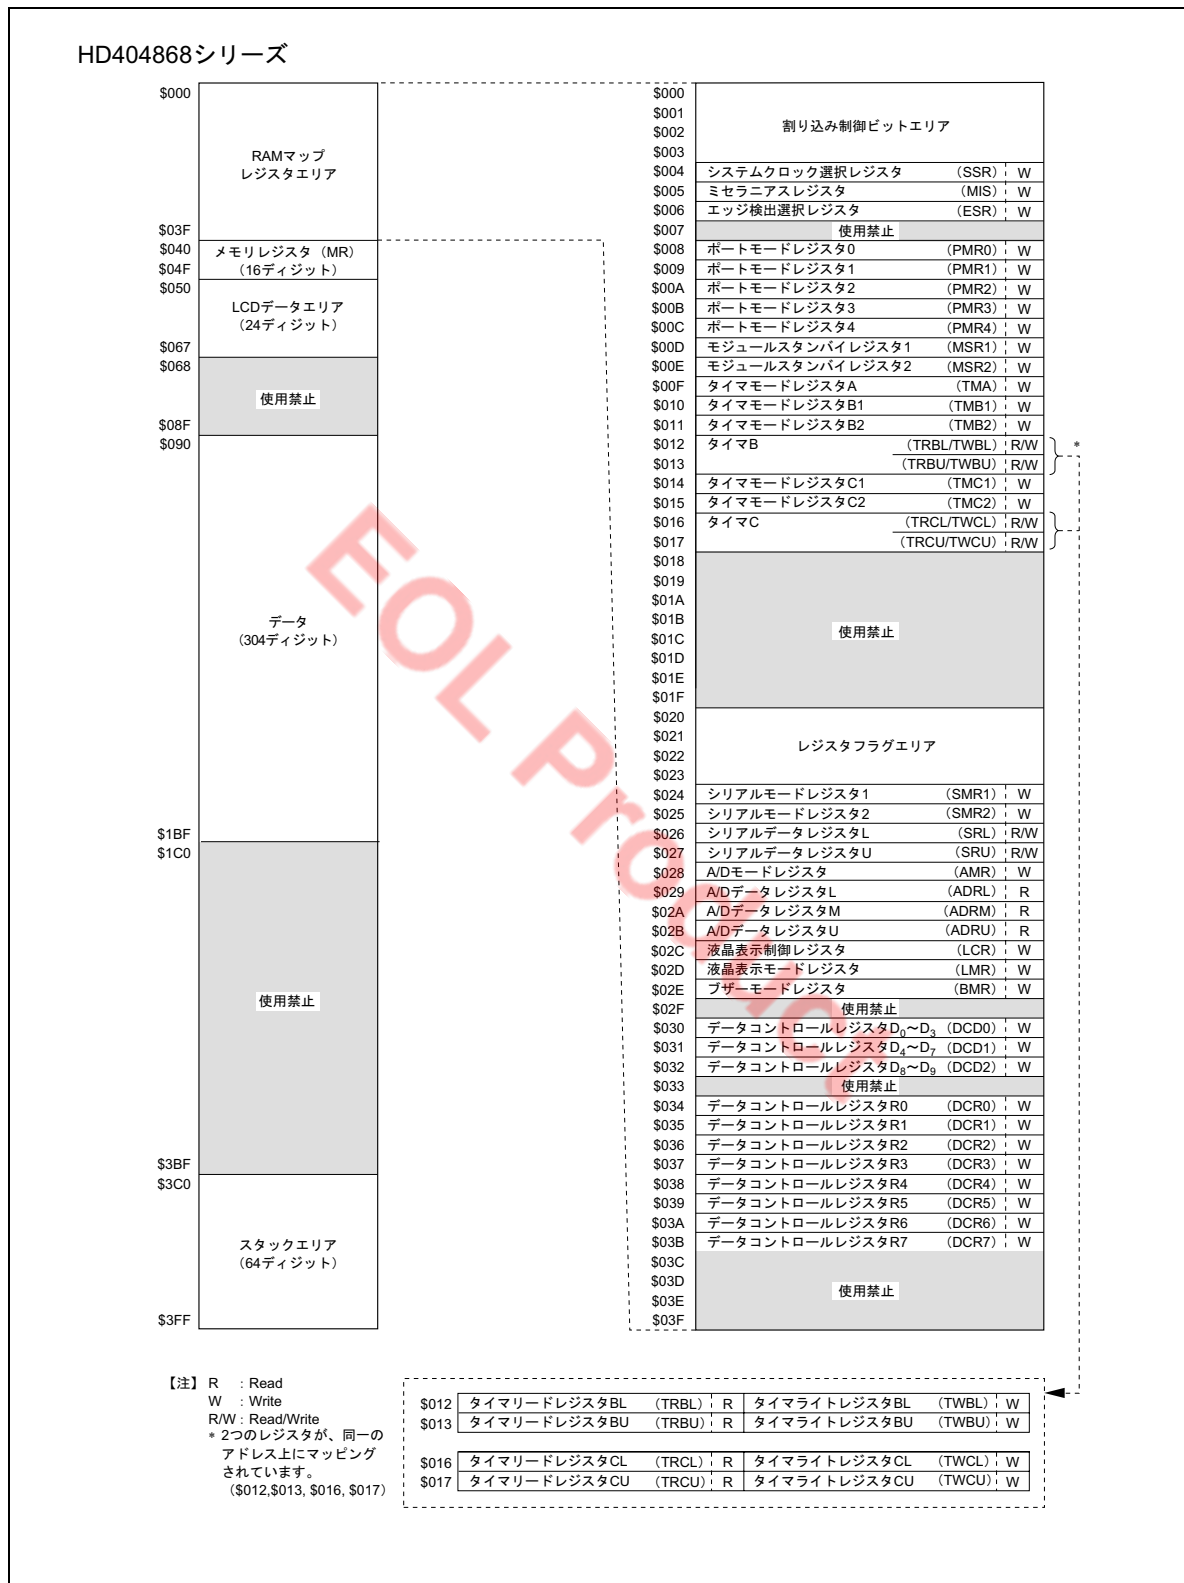 HD404868シリーズ
$000
RAMマップ
レジスタエリア
$03F
$040
メモリレジスタ（MR）
$04F
（16ディジット）
$050
LCDデータエリア
（24ディジット）
$067
$068
使用禁止
$08F
$090
データ
（304ディジット）
$1BF
$1C0
使用禁止
$3BF
$3C0
スタックエリア
（64ディジット）
$3FF
$000
$001
割り込み制御ビットエリア
$002
$003
$004 システムクロック選択レジスタ （SSR） W
$005 ミセラニアスレジスタ （MIS） W
$006 エッジ検出選択レジスタ （ESR） W
$007 使用禁止
$008 ポートモードレジスタ0 （PMR0） W
$009 ポートモードレジスタ1 （PMR1） W
$00A ポートモードレジスタ2 （PMR2） W
$00B ポートモードレジスタ3 （PMR3） W
$00C ポートモードレジスタ4 （PMR4） W
$00D モジュールスタンバイレジスタ1 （MSR1） W
$00E モジュールスタンバイレジスタ2 （MSR2） W
$00F タイマモードレジスタA （TMA） W
$010 タイマモードレジスタB1 （TMB1） W
$011 タイマモードレジスタB2 （TMB2） W
$012 タイマB （TRBL/TWBL） R/W *
$013 （TRBU/TWBU） R/W
$014 タイマモードレジスタC1 （TMC1） W
$015 タイマモードレジスタC2 （TMC2） W
$016 タイマC （TRCL/TWCL） R/W
$017 （TRCU/TWCU） R/W
$018
$019
$01A
$01B
使用禁止
$01C
$01D
$01E
$01F
$020
$021
レジスタフラグエリア
$022
$023
$024 シリアルモードレジスタ1 （SMR1） W
$025 シリアルモードレジスタ2 （SMR2） W
$026 シリアルデータレジスタL （SRL） R/W
$027 シリアルデータレジスタU （SRU） R/W
$028 A/Dモードレジスタ （AMR） W
$029 A/DデータレジスタL （ADRL） R
$02A A/DデータレジスタM （ADRM） R
$02B A/DデータレジスタU （ADRU） R
$02C 液晶表示制御レジスタ （LCR） W
$02D 液晶表示モードレジスタ （LMR） W
$02E ブザーモードレジスタ （BMR） W
$02F 使用禁止
$030 データコントロールレジスタD0～D3 （DCD0） W
$031 データコントロールレジスタD4～D7 （DCD1） W
$032 データコントロールレジスタD8～D9 （DCD2） W
$033 使用禁止
$034 データコントロールレジスタR0 （DCR0） W
$035 データコントロールレジスタR1 （DCR1） W
$036 データコントロールレジスタR2 （DCR2） W
$037 データコントロールレジスタR3 （DCR3） W
$038 データコントロールレジスタR4 （DCR4） W
$039 データコントロールレジスタR5 （DCR5） W
$03A データコントロールレジスタR6 （DCR6） W
$03B データコントロールレジスタR7 （DCR7） W
$03C
$03D
使用禁止
$03E
$03F
EOL Product
【注】 R : Read
W : Write
R/W : Read/Write
* 2つのレジスタが、同一の
アドレス上にマッピング
されています。
（$012,$013, $016, $017）
$012 タイマリードレジスタBL （TRBL） R タイマライトレジスタBL （TWBL） W
$013 タイマリードレジスタBU （TRBU） R タイマライトレジスタBU （TWBU） W
$016 タイマリードレジスタCL （TRCL） R タイマライトレジスタCL （TWCL） W
$017 タイマリードレジスタCU （TRCU） R タイマライトレジスタCU （TWCU） W